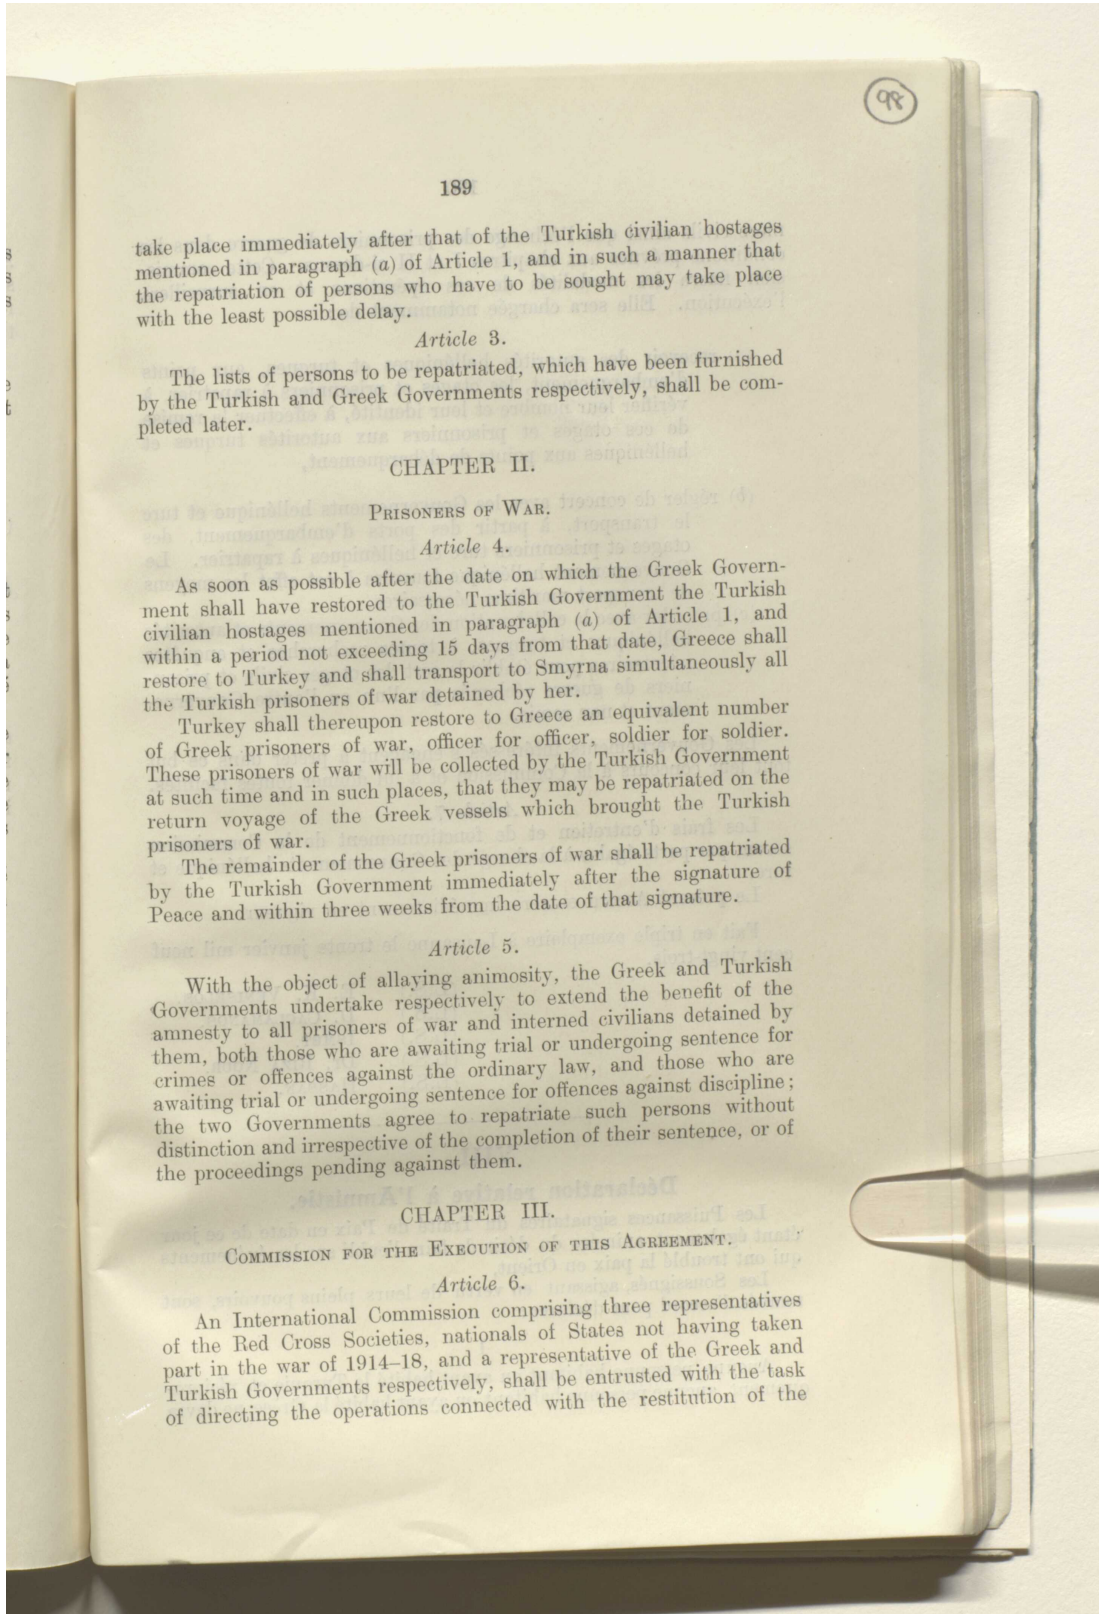 98
189
take place immediately after that of the Turkish civilian hostages
mentioned in paragraph (a) of Article 1, and in such a manner that
the repatriation of persons who have to be sought may take place
with the least possible delay.
Article 3.
The lists of persons to be repatriated, which have been furnished
by the Turkish and Greek Governments respectively, shall be com-
pleted later.
CHAPTER II.
PRISONERS OF WAR.
Article 4.
As soon as possible after the date on which the Greek Govern-
ment shall have restored to the Turkish Government the Turkish
civilian hostages mentioned in paragraph (a) of Article 1, and
within a period not exceeding 15 days from that date, Greece shall
restore to Turkey and shall transport to Smyrna simultaneously all
the Turkish prisoners of war detained by her.
Turkey shall thereupon restore to Greece an equivalent number
of Greek prisoners of war, officer for officer, soldier for soldier.
These prisoners of war will be collected by the Turkish Government
at such time and in such places, that they may be repatriated on the
return voyage of the Greek vessels which brought the Turkish
prisoners of war.
The remainder of the Greek prisoners of war shall be repatriated
by the Turkish Government immediately after the signature of
Peace and within three weeks from the date of that signature.
Article 5.
With the object of allaying animosity, the Greek and Turkish
Governments undertake respectively to extend the benefit of the
amnesty to all prisoners of war and interned civilians detained by
them, both those who are awaiting trial or undergoing sentence for
crimes or offences against the ordinary law, and those who are
awaiting trial or undergoing sentence for offences against discipline;
the two Governments agree to repatriate such persons without
distinction and irrespective of the completion of their sentence, or of
the proceedings pending against them.
CHAPTER III.
COMMISSION FOR THE EXECUTION OF THIS AGREEMENT.
Article 6.
An International Commission comprising three representatives
of the Red Cross Societies, nationals of States not having taken
part in the war of 1914–18, and a representative of the Greek and
Turkish Governments respectively, shall be entrusted with the task
of directing the operations connected with the restitution of the